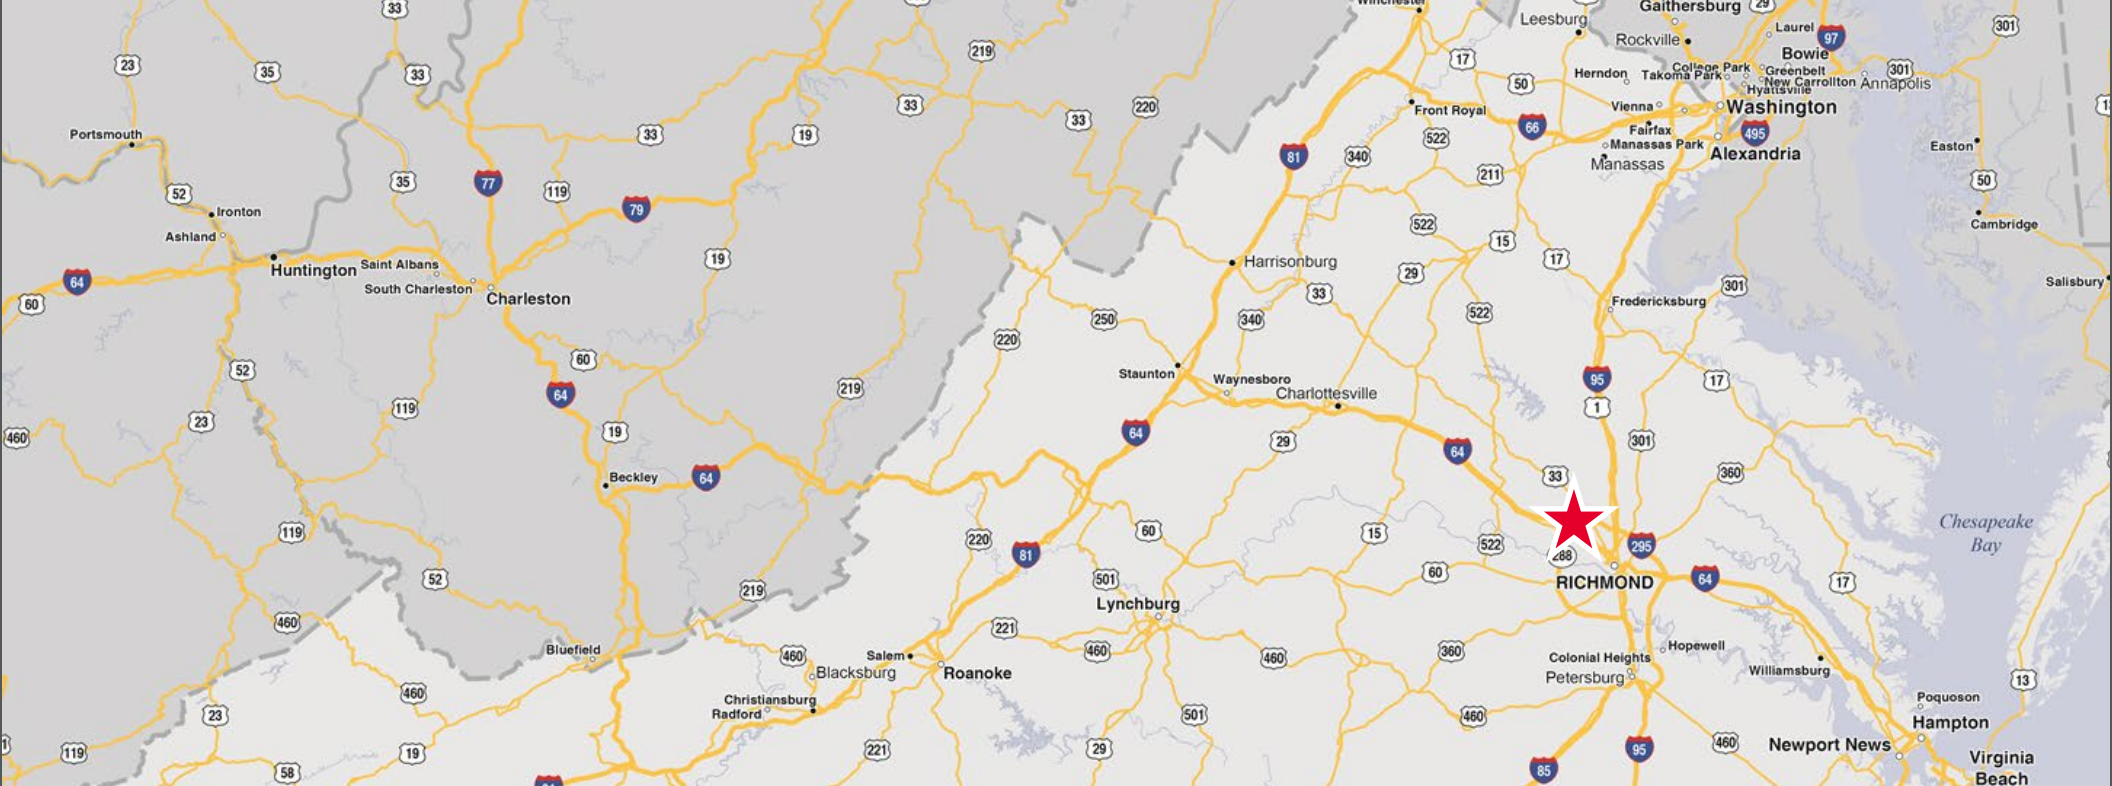 33
Winchester
Leesburg
Gaithersburg
29
Laurel
97
301
Rockville
Bowie
219
17
23
35
33
College Park
Greenbelt
301
Herndon
Takoma Park
New Carrollton
Annapolis
50
Hyattsville
33
220
Vienna
Washington
Front Royal
66
33
Portsmouth
33
19
522
Fairfax
495
Easton
Manassas Park
Alexandria
81
340
Manassas
35
77
119
211
50
52
79
Ironton
522
Cambridge
Ashland
15
Huntington
Saint Albans
19
Harrisonburg
29
17
64
South Charleston
Salisbury
60
Charleston
33
301
Fredericksburg
250
340
522
220
60
52
Staunton
Waynesboro
95
17
64
219
Charlottesville
119
1
23
19
64
29
301
460
64
Beckley
64
33
360
119
220
60
15
522
295
Chesapeake
Bay
81
288
52
501
60
RICHMOND
64
17
219
Lynchburg
460
221
Bluefield
460
Salem
460
460
360
Hopewell
Colonial Heights
Williamsburg
Blacksburg
Roanoke
Petersburg
13
460
Christiansburg
Radford
Poquoson
23
501
460
Hampton
119
19
221
29
95
460
Newport News
58
85
Virginia
Beach